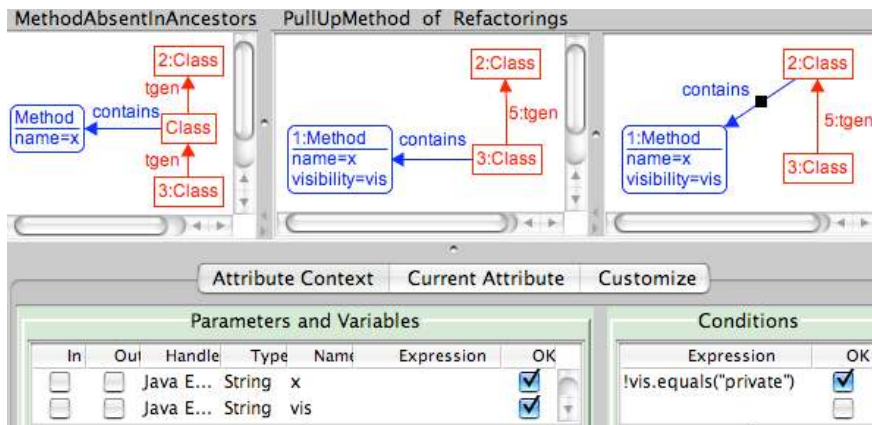 MethodAbsentInAncestors PullUpMethod of Refactorings
2:Class
tgen
Method
name=x
contains
Class
tgen
3:Class
2:Class
5:tgen
1:Method
name=x
visibility=vis
contains
3:Class
2:Class
contains
5:tgen
1:Method
name=x
visibility=vis
3:Class
Attribute Context Current Attribute Customize
Parameters and Variables
In Out Handle Type Name Expression OK
Java E... String x
Java E... String vis
Conditions
Expression OK
!vis.equals("private")